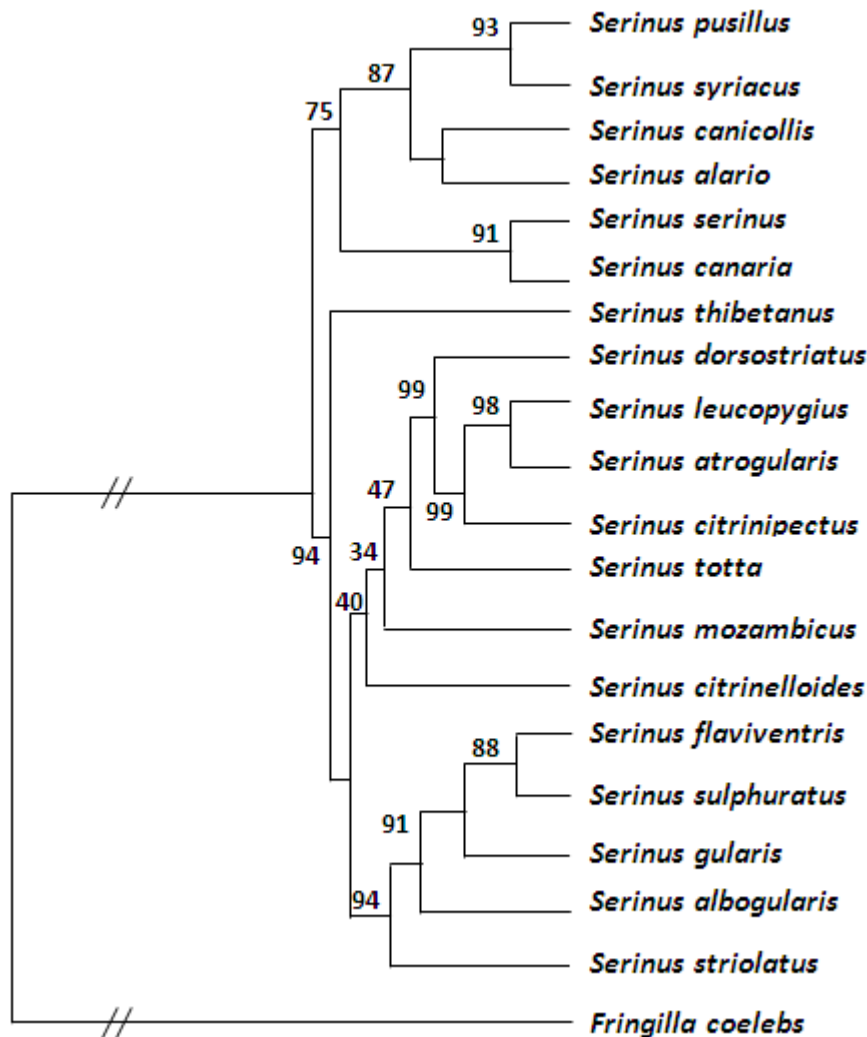 93 Serinus pusillus
87 Serinus syriacus
75 Serinus canicollis
Serinus alario
91 Serinus serinus
Serinus canaria
Serinus thibetanus
Serinus dorsostriatus
99 98 Serinus leucopygius
Serinus atrogularis
47 99 Serinus citrinipectus
94 34 Serinus totta
40 Serinus mozambicus
Serinus citrinelloides
88 Serinus flaviventris
Serinus sulphuratus
91 Serinus gularis
94 Serinus albogularis
Serinus striolatus
Fringilla coelebs